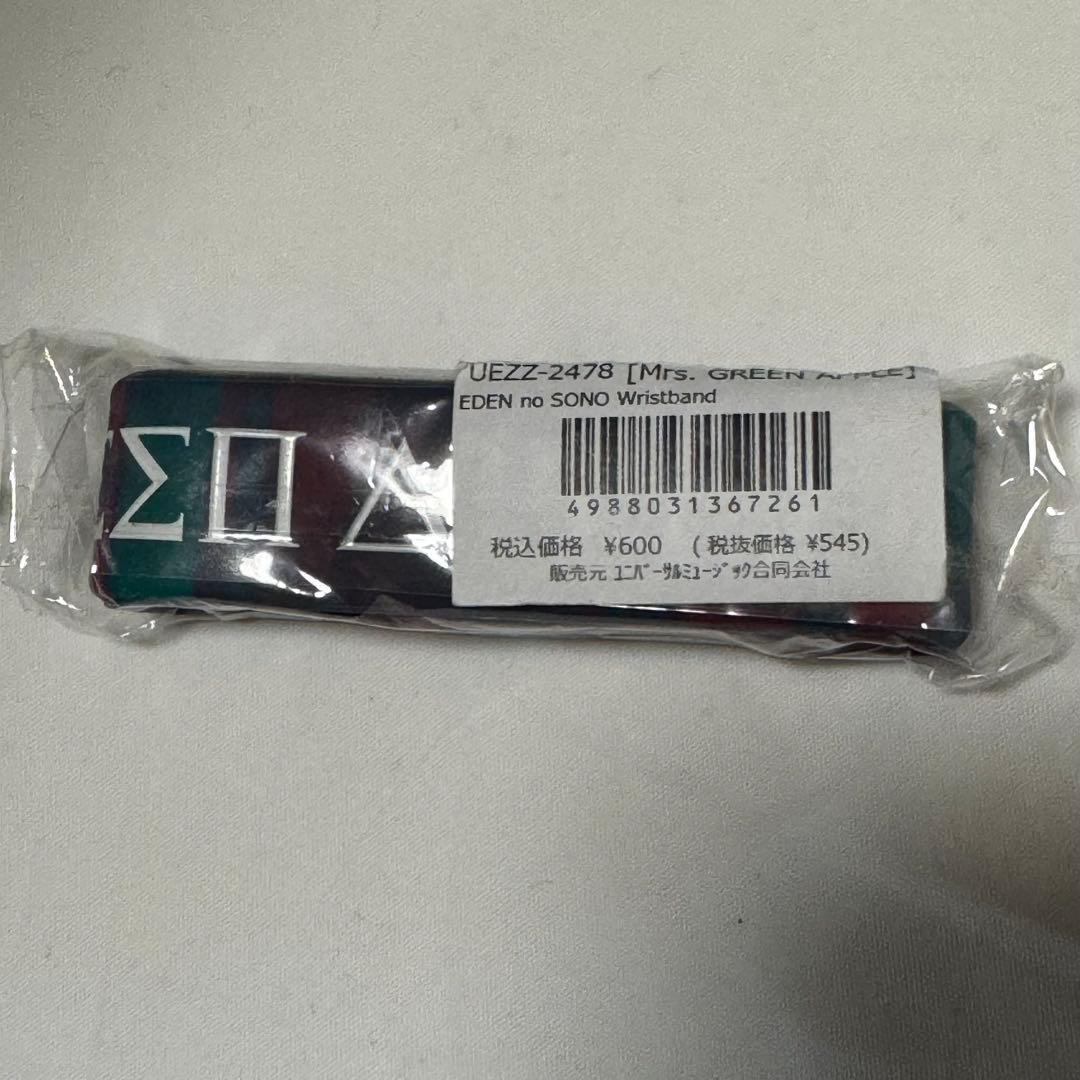 ΣΠΔ
UEZZ-2478 [Mrs. GREEN APPLE]
EDEN no SONO Wristband
4988031367261
税込価格 ¥600 (税抜価格 ¥545)
販売元 ﾕﾆﾊﾞｰｻﾙﾐｭｰｼﾞｯｸ合同会社